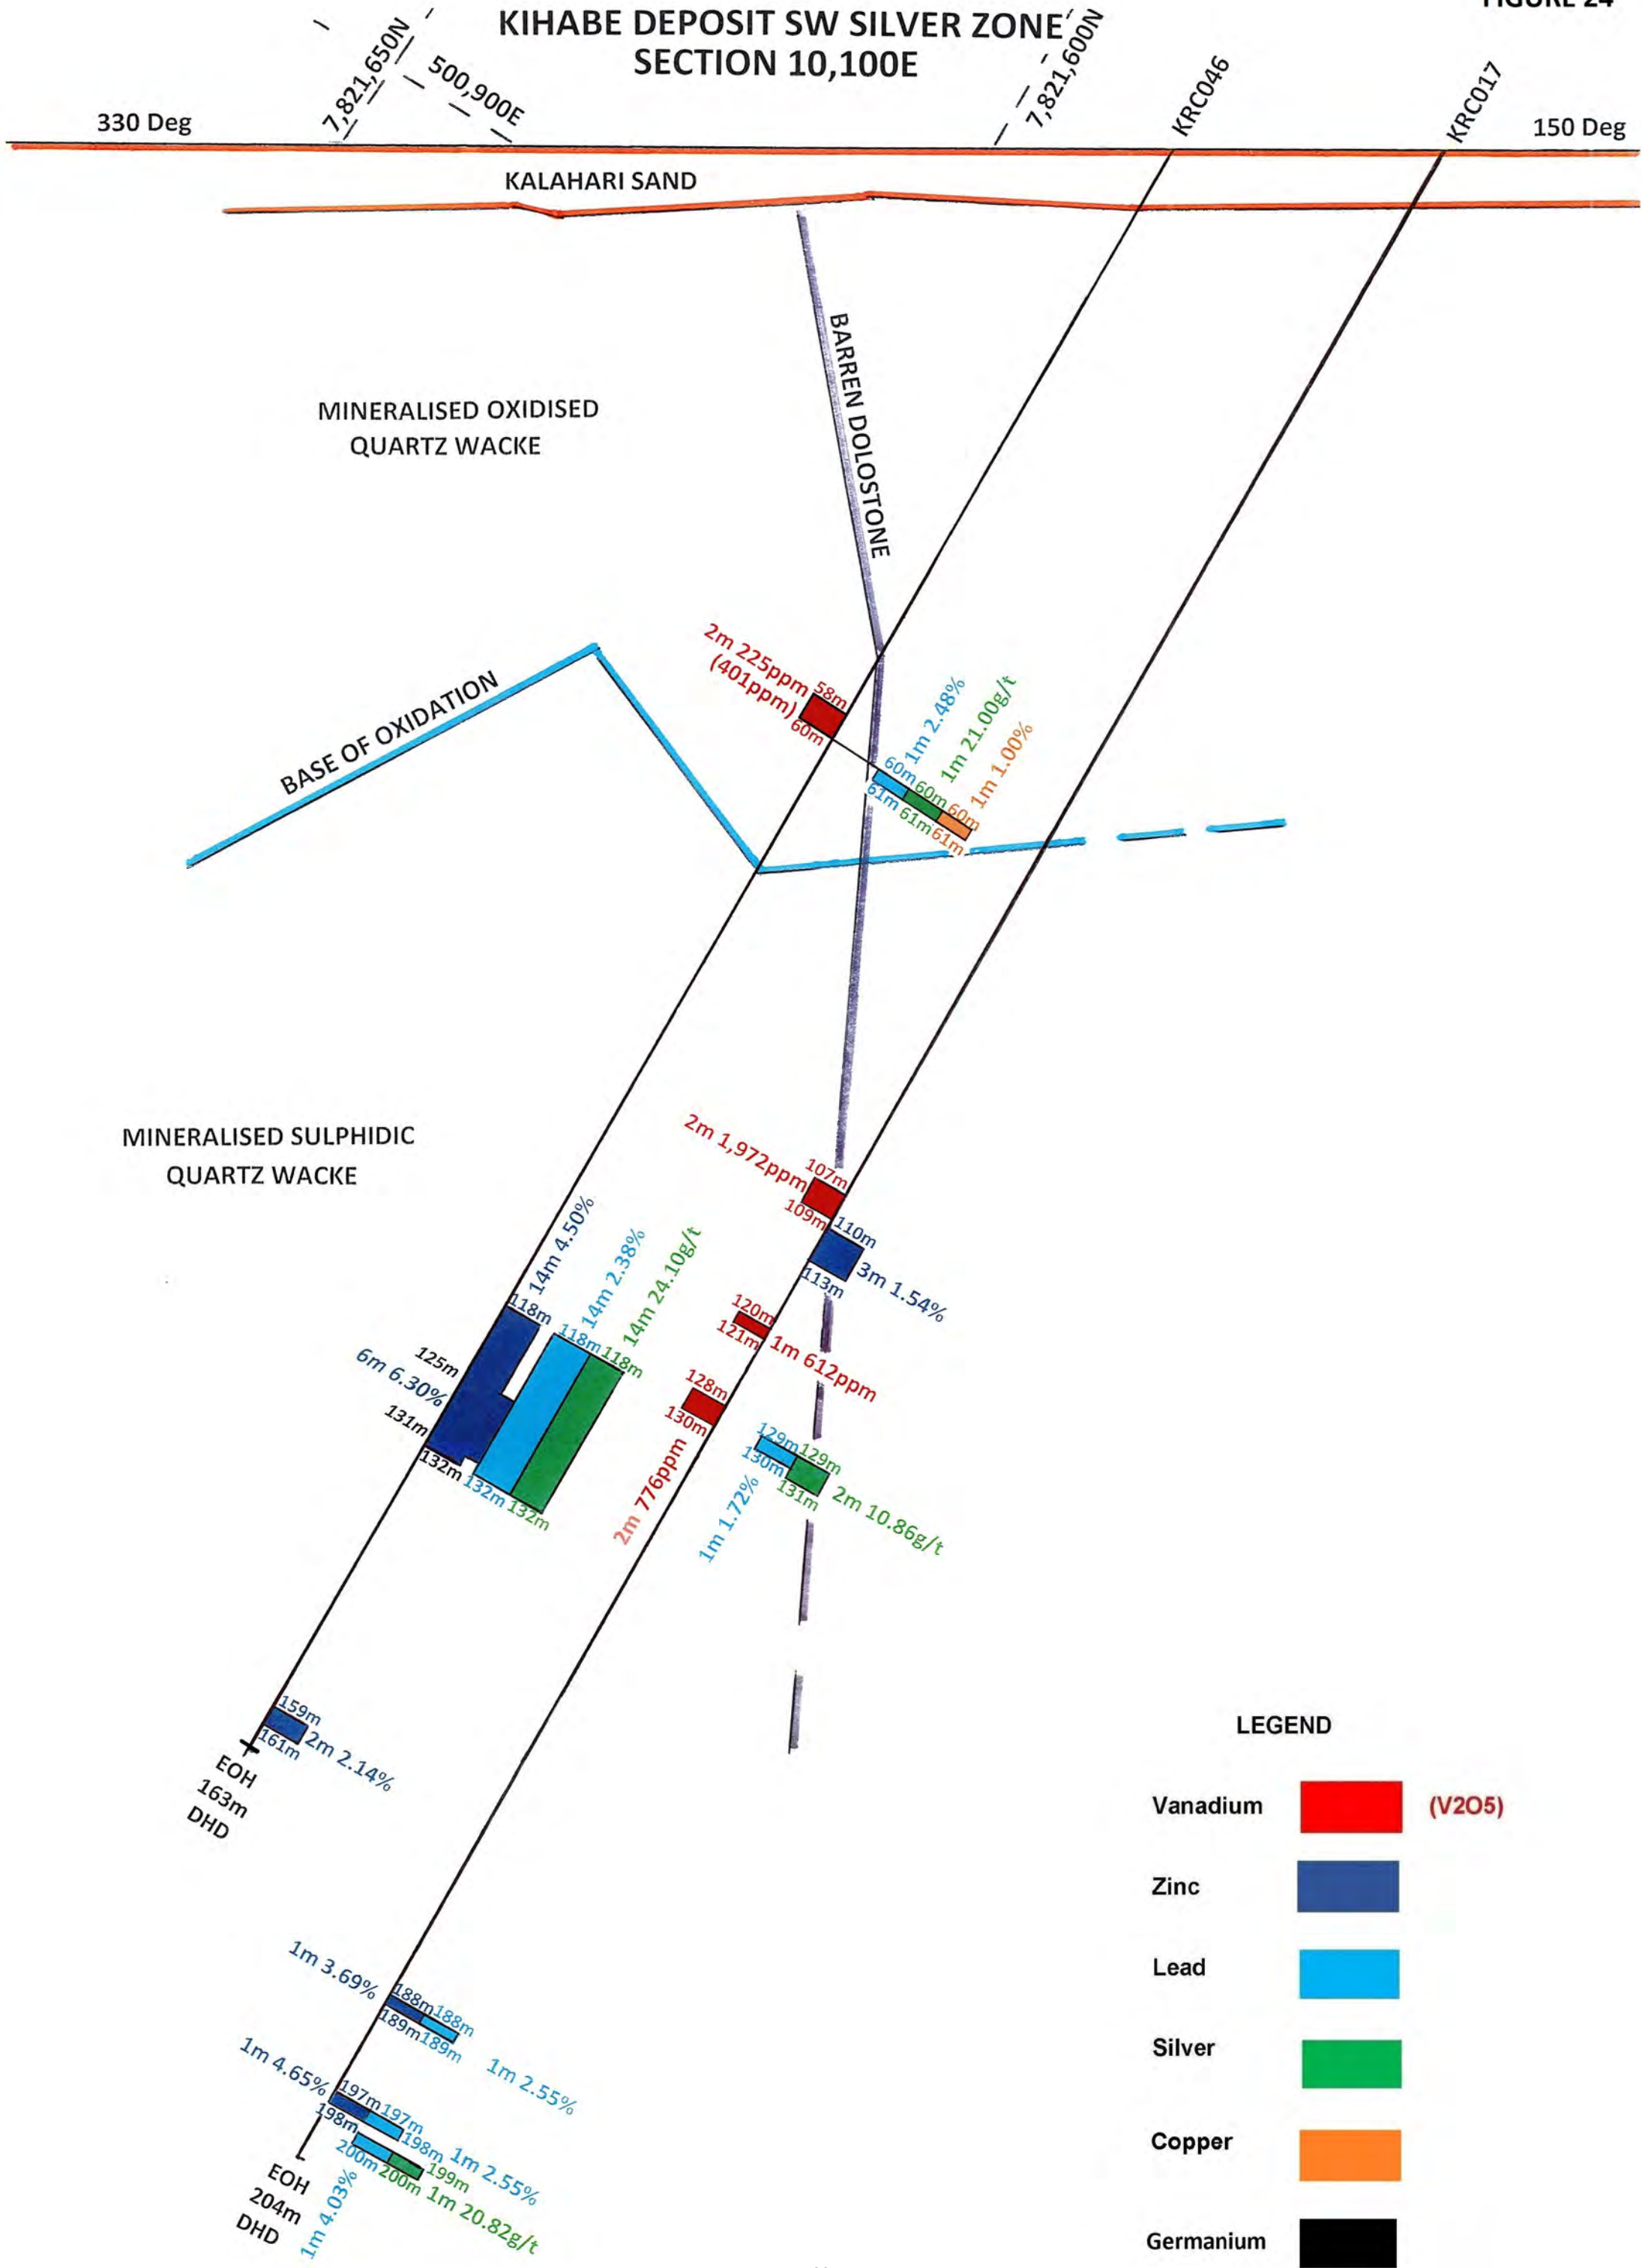 KIHABE DEPOSIT SW SILVER ZONE
SECTION 10,100E
7,821,650N
500,900E
7,821,600N
KRC046
KRC017
330 Deg
150 Deg
KALAHARI SAND
BARREN DOLOSTONE
MINERALISED OXIDISED
QUARTZ WACKE
2m 225ppm
(401ppm)
58m
60m
1m 2.48%
1m 21.00g/t
1m 1.00%
60m
60m
60m
61m
61m
61m
BASE OF OXIDATION
MINERALISED SULPHIDIC
QUARTZ WACKE
2m 1,972ppm
107m
109m
110m
113m
3m 1.54%
14m 4.50%
14m 2.38%
14m 24.10g/t
118m
118m
118m
125m
6m 6.30%
131m
132m
132m
132m
120m
121m
1m 612ppm
128m
130m
2m 776ppm
129m
129m
130m
131m
1m 1.72%
2m 10.86g/t
159m
161m
2m 2.14%
EOH
163m
DHD
1m 3.69%
188m
188m
189m
189m
1m 2.55%
1m 4.65%
197m
197m
198m
198m
1m 2.55%
199m
200m
200m
1m 20.82g/t
1m 4.03%
EOH
204m
DHD
LEGEND
Vanadium
(V2O5)
Zinc
Lead
Silver
Copper
Germanium